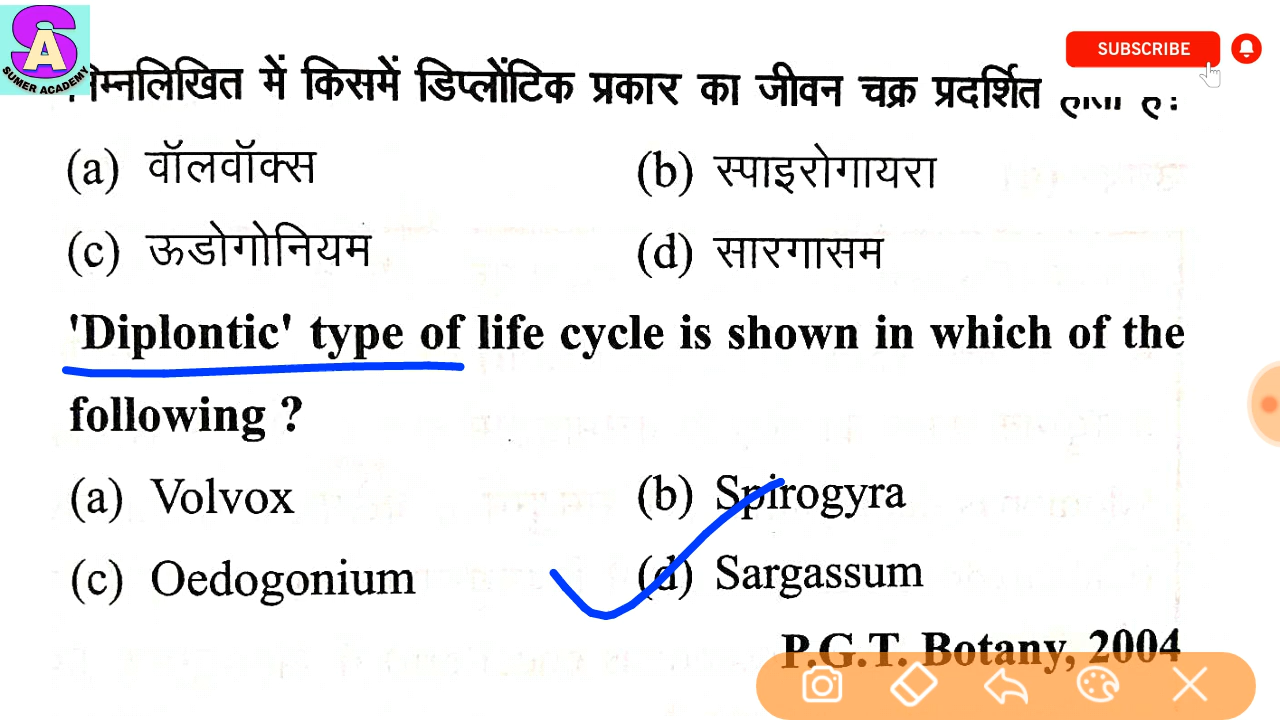 SA
SUMER ACADEMY
SUBSCRIBE
निम्नलिखित में किसमें डिप्लोंटिक प्रकार का जीवन चक्र प्रदर्शित
(a) वॉलवॉक्स (b) स्पाइरोगायरा
(c) ऊडोगोनियम (d) सारगासम
'Diplontic' type of life cycle is shown in which of the
following ?
(a) Volvox (b) Spirogyra
(c) Oedogonium (d) Sargassum
P.G.T. Botany, 2004